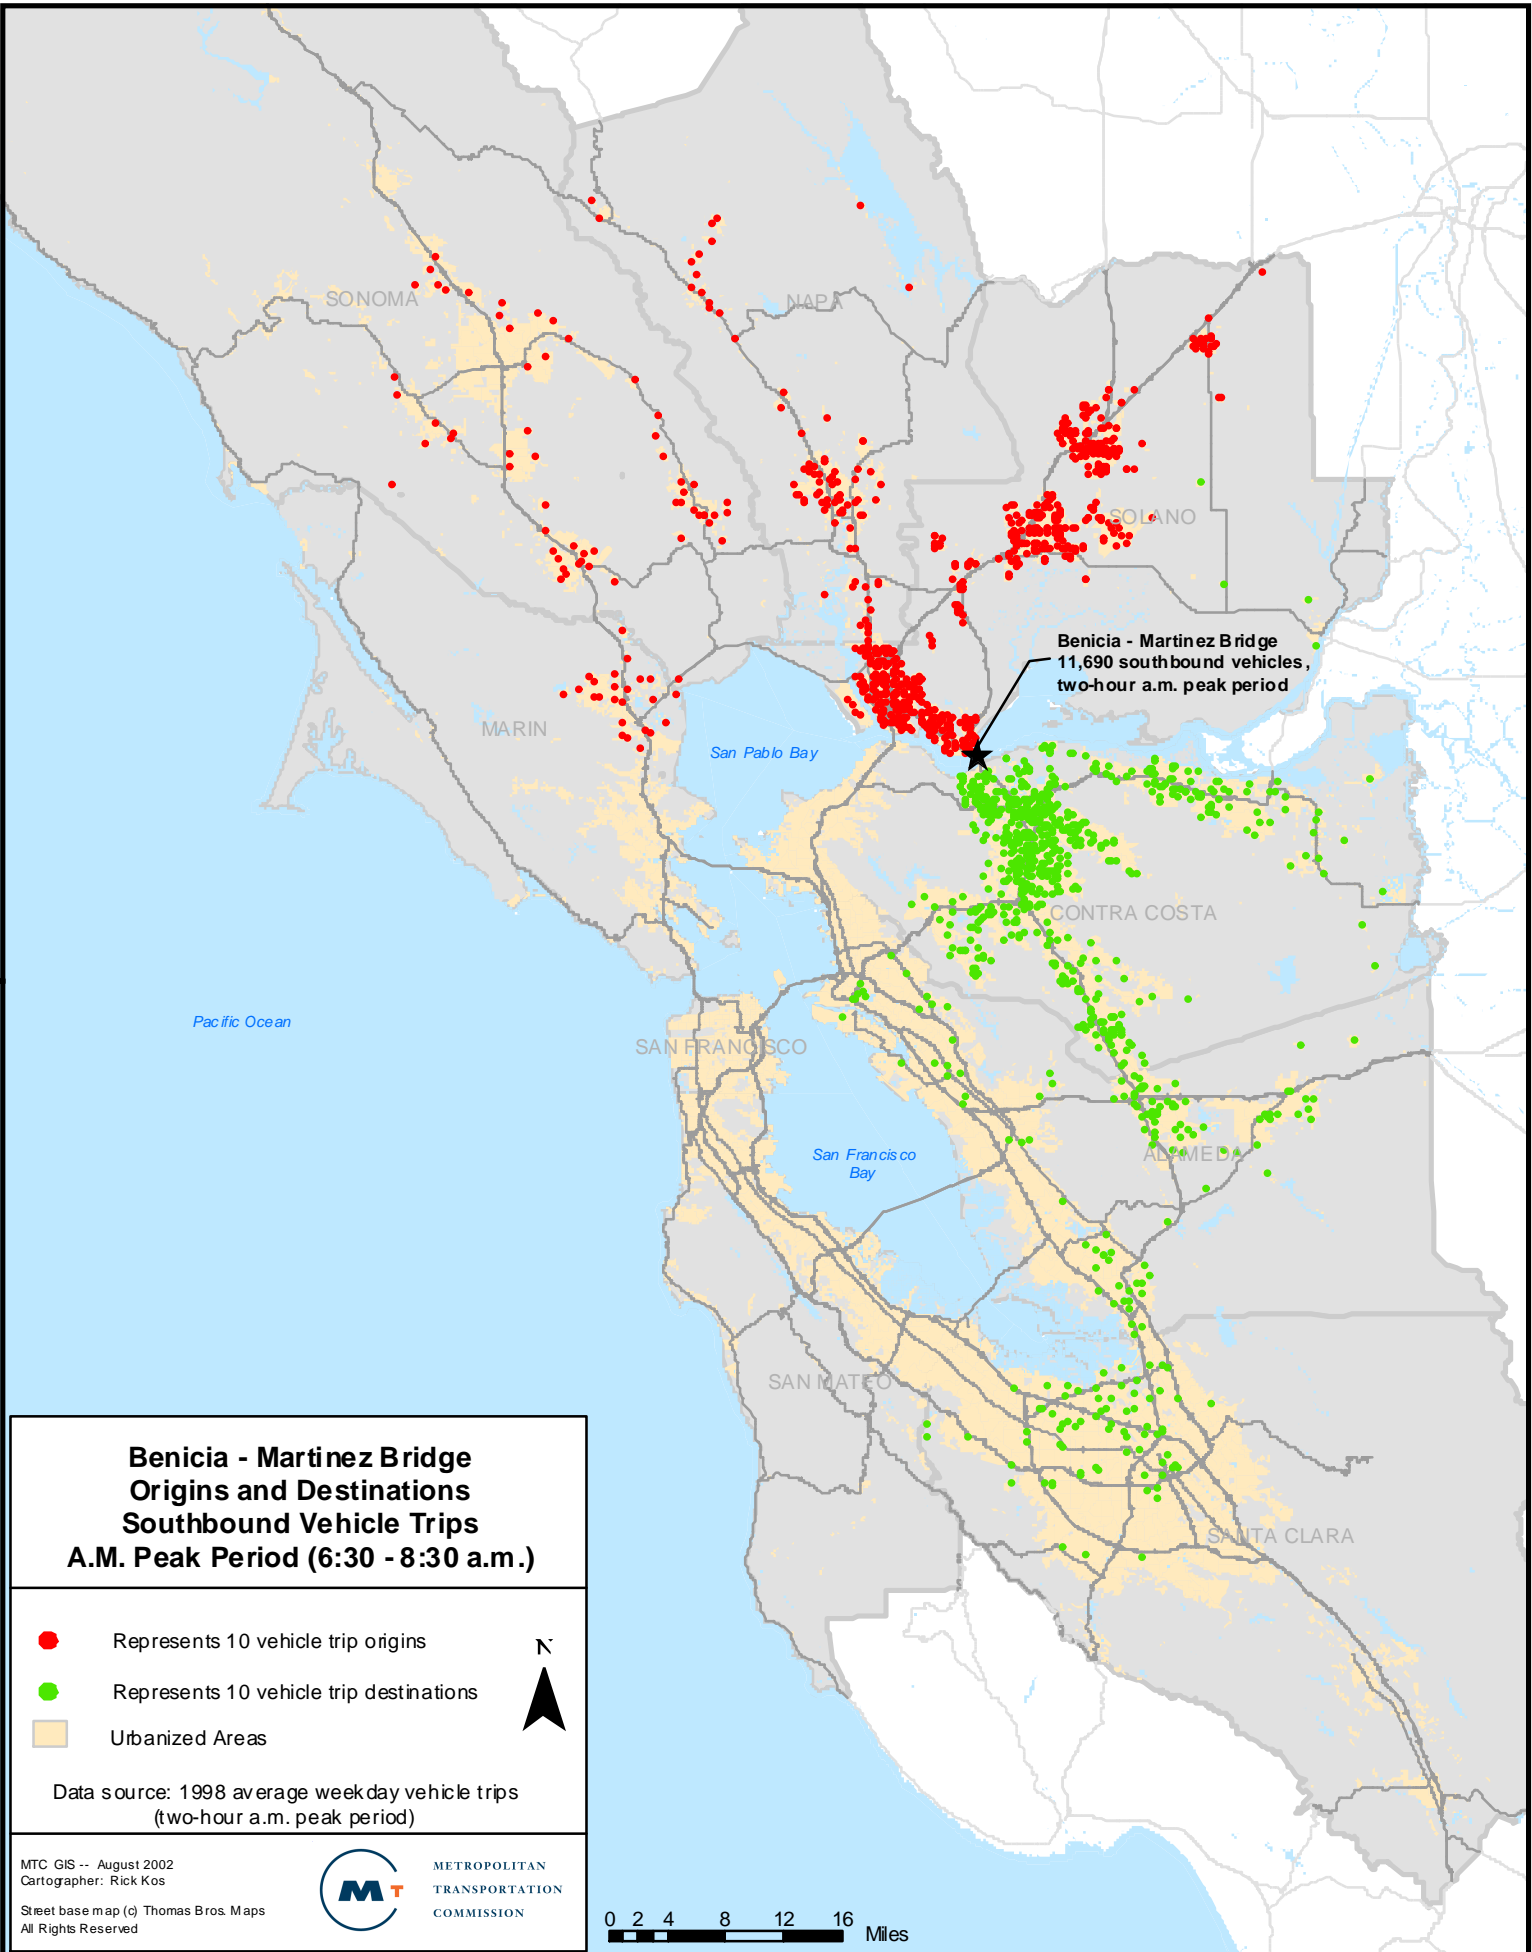 SONOMA
NAPA
SOLANO
Benicia - Martinez Bridge
11,690 southbound vehicles,
two-hour a.m. peak period
MARIN
San Pablo Bay
CONTRA COSTA
Pacific Ocean
SAN FRANCISCO
San Francisco
Bay
ALAMEDA
SAN MATEO
SANTA CLARA
Benicia - Martinez Bridge
Origins and Destinations
Southbound Vehicle Trips
A.M. Peak Period (6:30 - 8:30 a.m.)
Represents 10 vehicle trip origins
N
Represents 10 vehicle trip destinations
Urbanized Areas
Data source: 1998 average weekday vehicle trips
(two-hour a.m. peak period)
MTC GIS -- August 2002
Cartographer: Rick Kos
Street base map (c) Thomas Bros. Maps
All Rights Reserved
MT
METROPOLITAN
TRANSPORTATION
COMMISSION
0 2 4 8 12 16
Miles